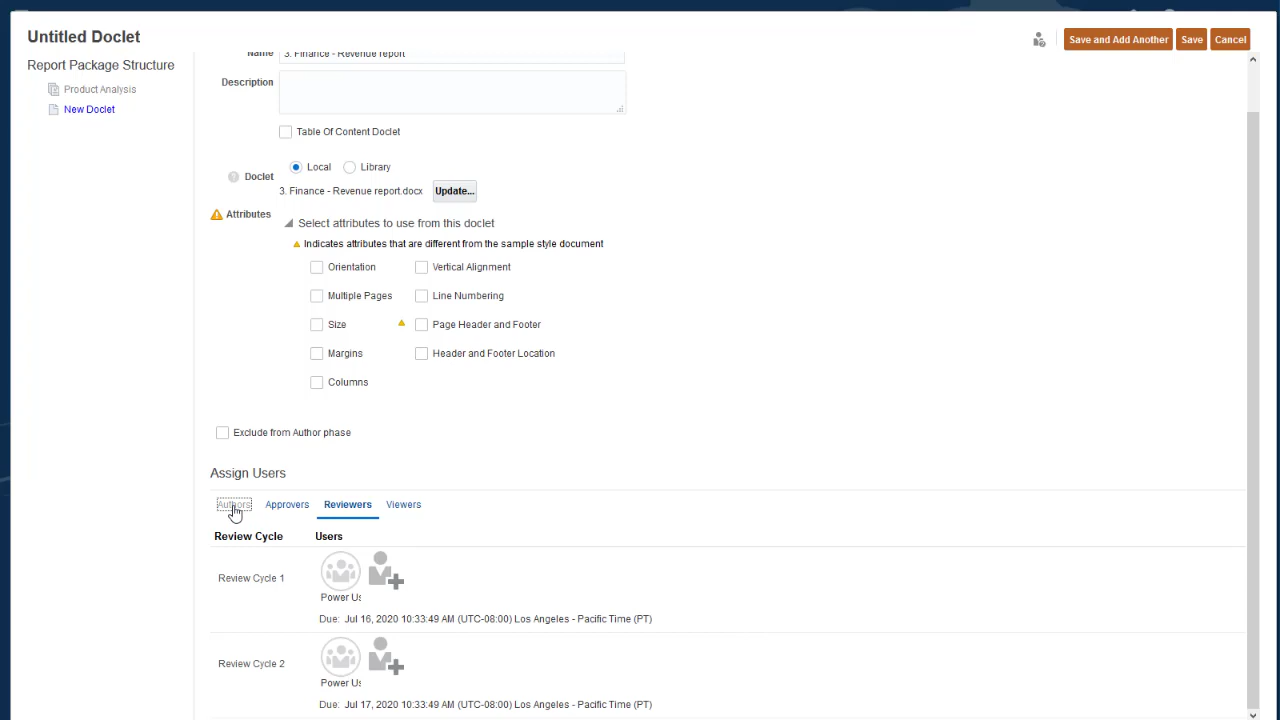 Untitled Doclet
Save and Add Another
Save
Cancel
Report Package Structure
Product Analysis
New Doclet
Name
3. Finance - Revenue report
Description
Table Of Content Doclet
Doclet
Local
Library
3. Finance - Revenue report.docx
Update...
Attributes
Select attributes to use from this doclet
Indicates attributes that are different from the sample style document
Orientation
Vertical Alignment
Multiple Pages
Line Numbering
Size
Page Header and Footer
Margins
Header and Footer Location
Columns
Exclude from Author phase
Assign Users
Authors
Approvers
Reviewers
Viewers
Review Cycle
Users
Review Cycle 1
Power Us
Due: Jul 16, 2020 10:33:49 AM (UTC-08:00) Los Angeles - Pacific Time (PT)
Review Cycle 2
Power Us
Due: Jul 17, 2020 10:33:49 AM (UTC-08:00) Los Angeles - Pacific Time (PT)